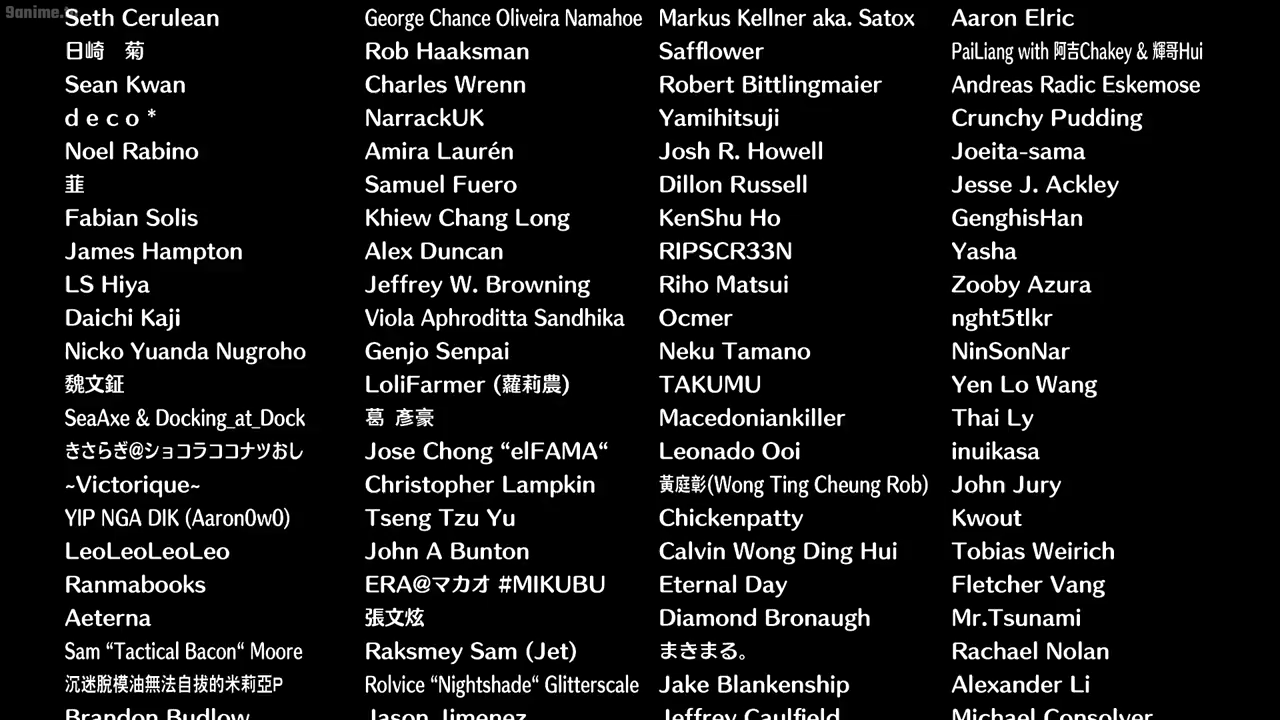 9anime.to
Seth Cerulean George Chance Oliveira Namahoe Markus Kellner aka. Satox Aaron Elric
日崎　菊 Rob Haaksman Safflower PaiLiang with 阿吉Chakey & 輝哥Hui
Sean Kwan Charles Wrenn Robert Bittlingmaier Andreas Radic Eskemose
d e c o * NarrackUK Yamihitsuji Crunchy Pudding
Noel Rabino Amira Laurén Josh R. Howell Joeita-sama
韮 Samuel Fuero Dillon Russell Jesse J. Ackley
Fabian Solis Khiew Chang Long KenShu Ho GenghisHan
James Hampton Alex Duncan RIPSCR33N Yasha
LS Hiya Jeffrey W. Browning Riho Matsui Zooby Azura
Daichi Kaji Viola Aphroditta Sandhika Ocmer nght5tlkr
Nicko Yuanda Nugroho Genjo Senpai Neku Tamano NinSonNar
魏文鉦 LoliFarmer (蘿莉農) TAKUMU Yen Lo Wang
SeaAxe & Docking_at_Dock 葛 彥豪 Macedoniankiller Thai Ly
きさらぎ@ショコラココナツおし Jose Chong “elFAMA“ Leonado Ooi inuikasa
~Victorique~ Christopher Lampkin 黃庭彰(Wong Ting Cheung Rob) John Jury
YIP NGA DIK (Aaron0w0) Tseng Tzu Yu Chickenpatty Kwout
LeoLeoLeoLeo John A Bunton Calvin Wong Ding Hui Tobias Weirich
Ranmabooks ERA@マカオ #MIKUBU Eternal Day Fletcher Vang
Aeterna 張文炫 Diamond Bronaugh Mr.Tsunami
Sam “Tactical Bacon“ Moore Raksmey Sam (Jet) まきまる。 Rachael Nolan
沉迷脫模油無法自拔的米莉亞P Rolvice “Nightshade“ Glitterscale Jake Blankenship Alexander Li
Brandon Budlow Jason Jimenez Jeffrey Caulfield Michael Consolver